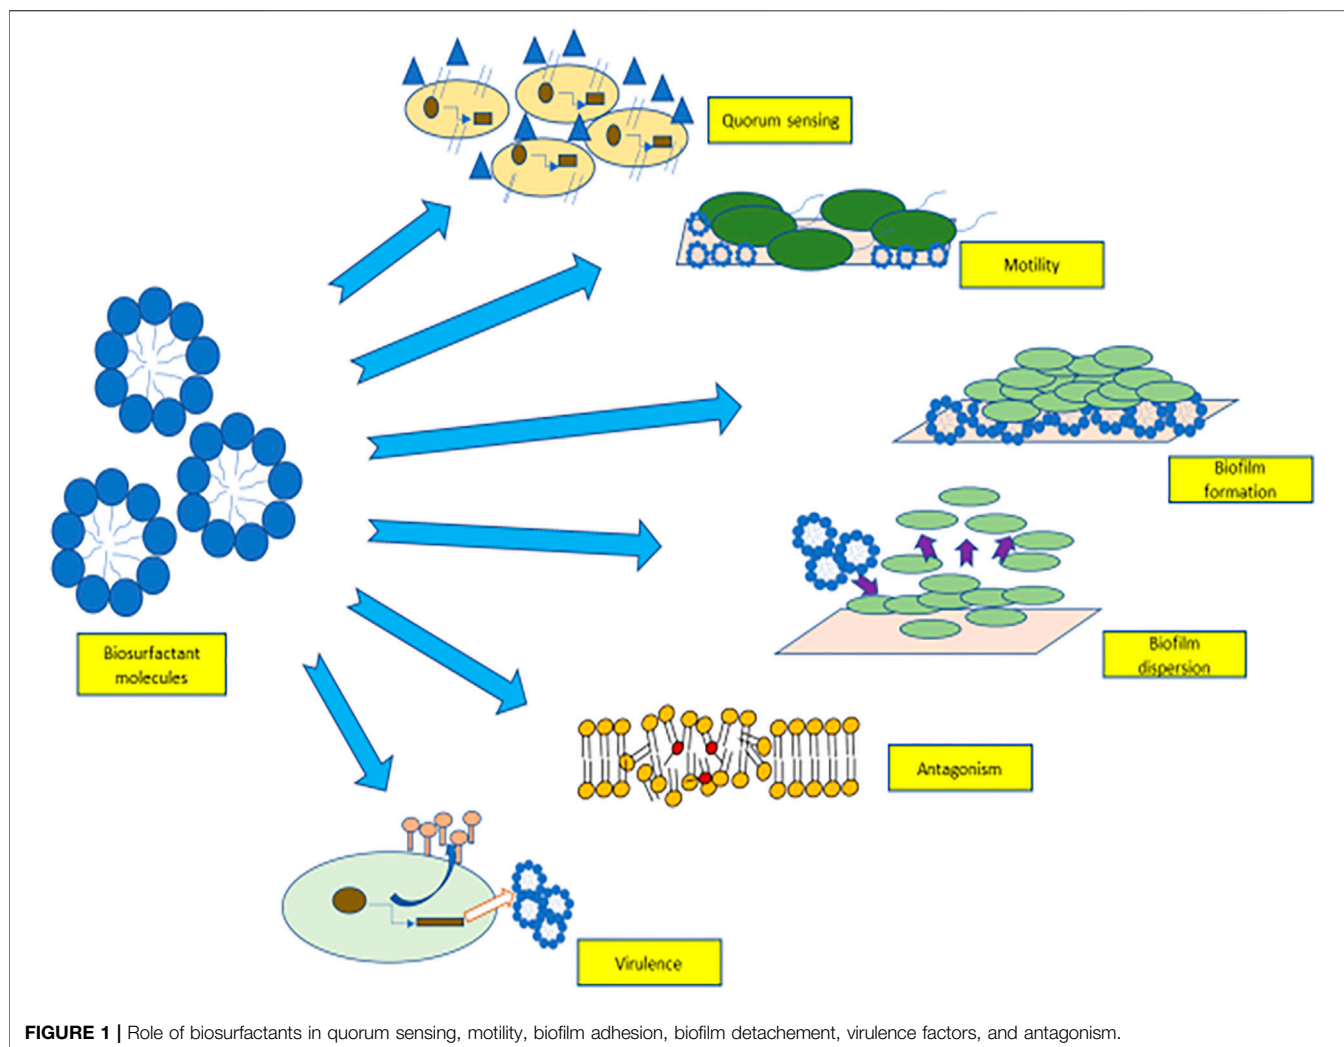 Quorum sensing
Motility
Biofilm
formation
Biofilm
dispersion
Biosurfactant
molecules
Antagonism
Virulence
FIGURE 1 | Role of biosurfactants in quorum sensing, motility, biofilm adhesion, biofilm detachement, virulence factors, and antagonism.